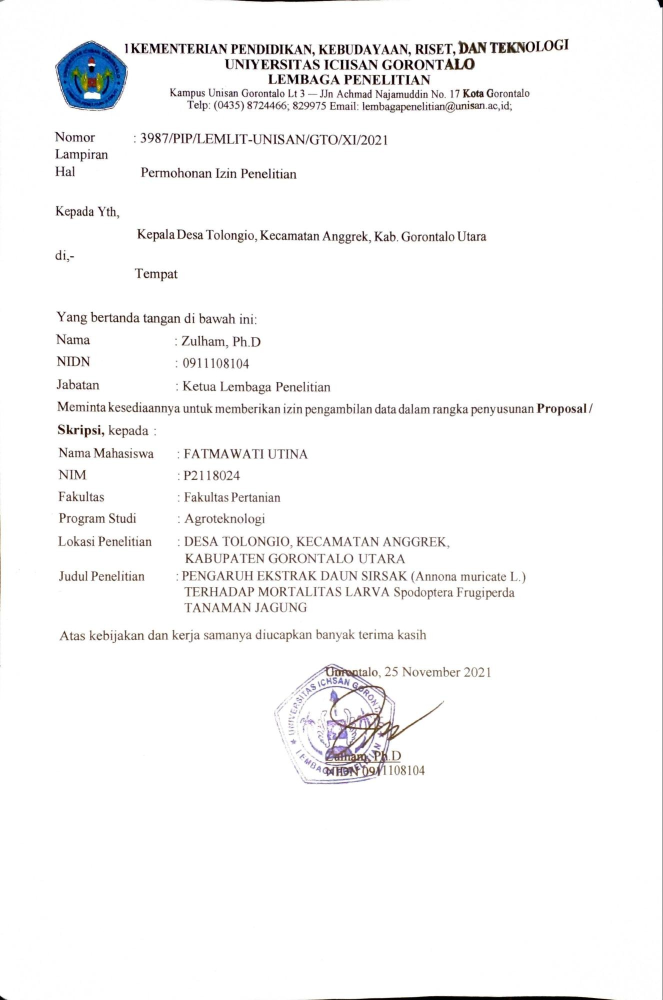 KEMENTERIAN PENDIDIKAN, KEBUDAYAAN, RISET, DAN TEKNOLOGI
UNIYERSITAS ICIISAN GORONTALO
LEMBAGA PENELITIAN
Kampus Unisan Gorontalo Lt 3 — JJn Achmad Najamuddin No. 17 Kota Gorontalo
Telp: (0435) 8724466; 829975 Email: lembagapenelitian@unisan.ac,id;
Nomor : 3987/PIP/LEMLIT-UNISAN/GTO/XI/2021
Lampiran
Hal Permohonan Izin Penelitian
Kepada Yth,
Kepala Desa Tolongio, Kecamatan Anggrek, Kab. Gorontalo Utara
di,-
Tempat
Yang bertanda tangan di bawah ini:
Nama : Zulham, Ph.D
NIDN : 0911108104
Jabatan : Ketua Lembaga Penelitian
Meminta kesediaannya untuk memberikan izin pengambilan data dalam rangka penyusunan Proposal /
Skripsi, kepada :
Nama Mahasiswa : FATMAWATI UTINA
NIM : P2118024
Fakultas : Fakultas Pertanian
Program Studi : Agroteknologi
Lokasi Penelitian : DESA TOLONGIO, KECAMATAN ANGGREK,
KABUPATEN GORONTALO UTARA
Judul Penelitian : PENGARUH EKSTRAK DAUN SIRSAK (Annona muricate L.)
TERHADAP MORTALITAS LARVA Spodoptera Frugiperda
TANAMAN JAGUNG
Atas kebijakan dan kerja samanya diucapkan banyak terima kasih
Gorontalo, 25 November 2021
UNIVERSITAS ICHSAN GORONTALO
LEMBAGA PENELITIAN
Zulham, Ph.D
NIDN 0911108104